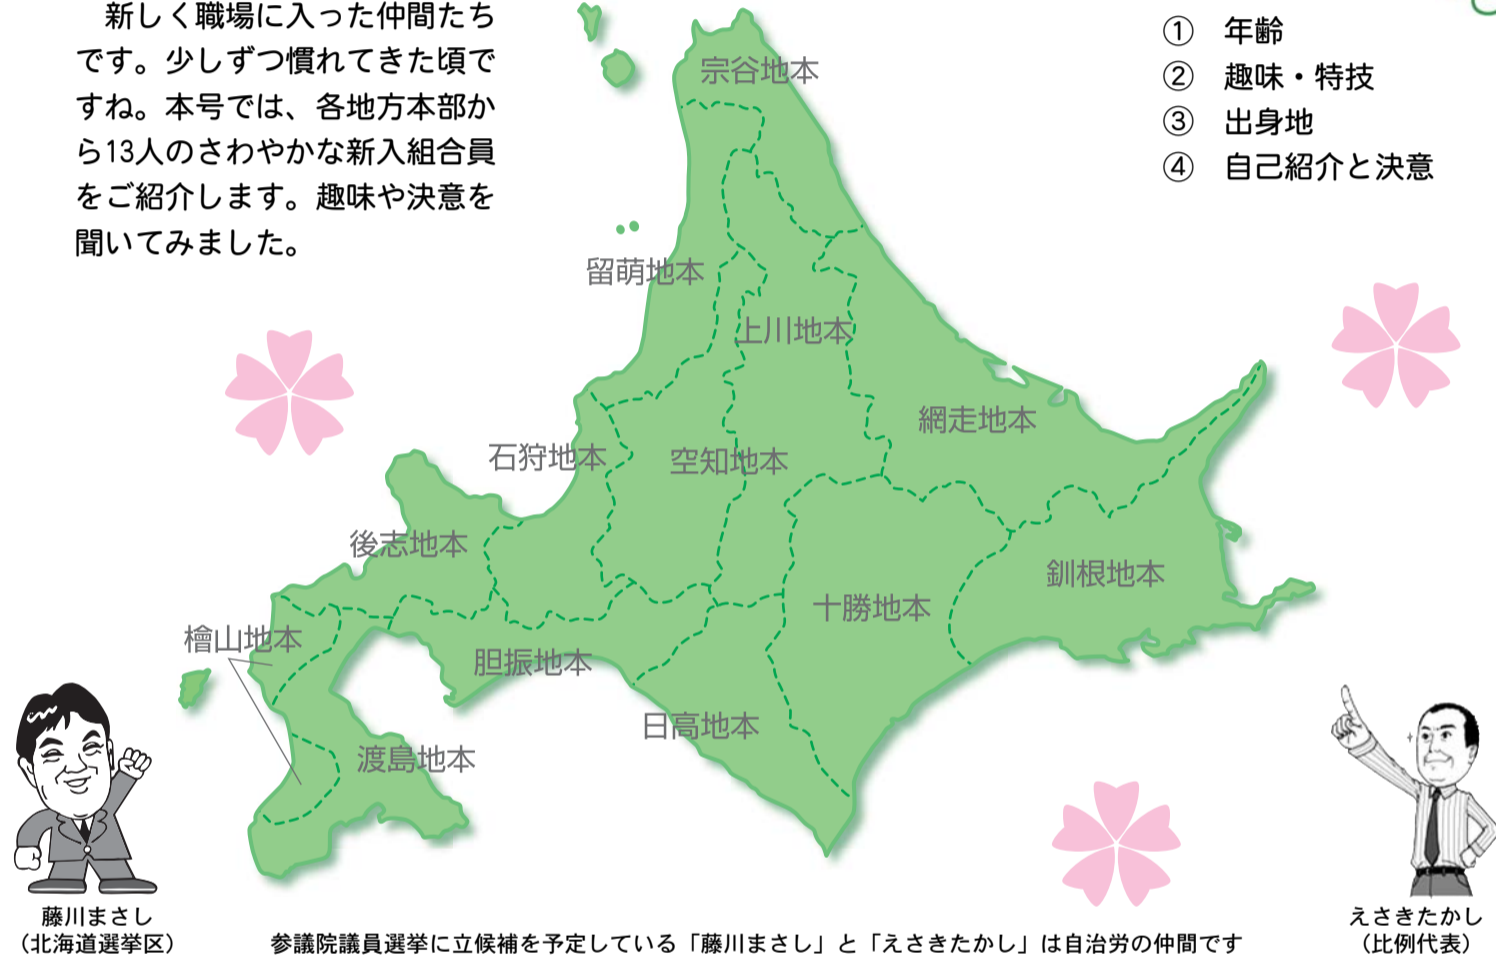 新しく職場に入った仲間たち
です。少しずつ慣れてきた頃で
すね。本号では、各地方本部か
ら13人のさわやかな新入組合員
をご紹介します。趣味や決意を
聞いてみました。
① 年齢
② 趣味・特技
③ 出身地
④ 自己紹介と決意
宗谷地本
留萌地本
上川地本
網走地本
石狩地本
空知地本
後志地本
釧根地本
十勝地本
檜山地本
胆振地本
日高地本
渡島地本
藤川まさし
（北海道選挙区）
参議院議員選挙に立候補を予定している「藤川まさし」と「えさきたかし」は自治労の仲間です
えさきたかし
（比例代表）